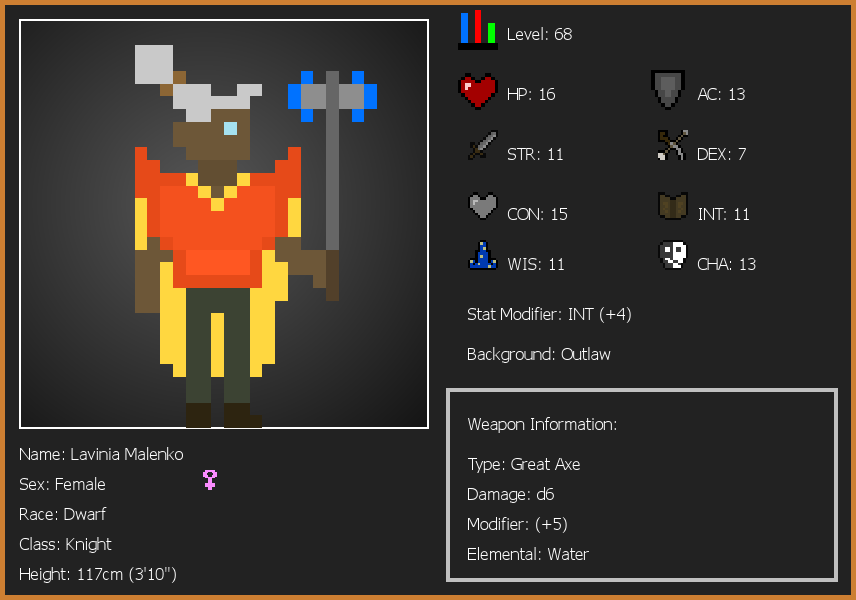 Level: 68
HP: 16
AC: 13
STR: 11
DEX: 7
CON: 15
INT: 11
WIS: 11
CHA: 13
Stat Modifier: INT (+4)
Background: Outlaw
Weapon Information:
Type: Great Axe
Damage: d6
Modifier: (+5)
Elemental: Water
Name: Lavinia Malenko
Sex: Female
Race: Dwarf
Class: Knight
Height: 117cm (3'10")